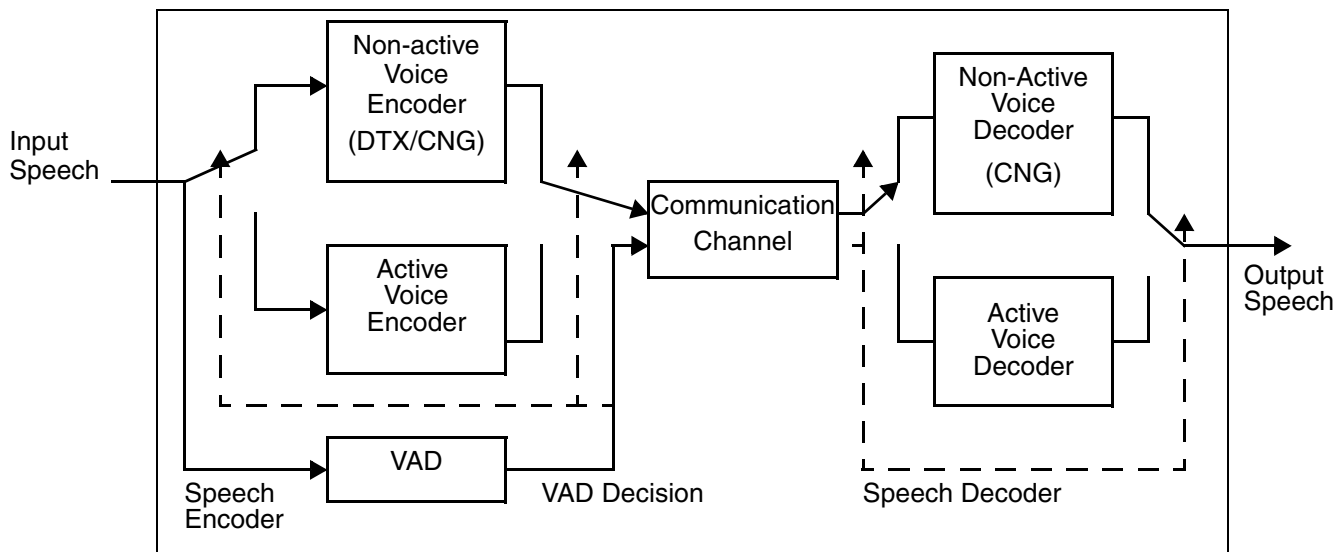 Input
Speech
Non-active
Voice
Encoder
(DTX/CNG)
Active
Voice
Encoder
VAD
Speech
Encoder
VAD Decision
Communication
Channel
Non-Active
Voice
Decoder
(CNG)
Active
Voice
Decoder
Speech Decoder
Output
Speech